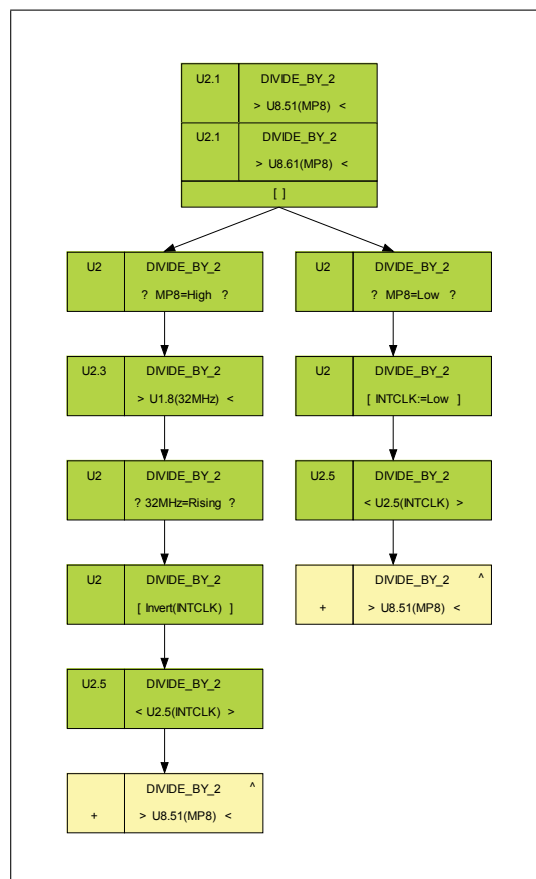 U2.1 DIVIDE_BY_2
> U8.51(MP8) <
U2.1 DIVIDE_BY_2
> U8.61(MP8) <
[ ]
U2 DIVIDE_BY_2
? MP8=High ?
U2 DIVIDE_BY_2
? MP8=Low ?
U2.3 DIVIDE_BY_2
> U1.8(32MHz) <
U2 DIVIDE_BY_2
[ INTCLK:=Low ]
U2 DIVIDE_BY_2
? 32MHz=Rising ?
U2.5 DIVIDE_BY_2
< U2.5(INTCLK) >
U2 DIVIDE_BY_2
[ Invert(INTCLK) ]
DIVIDE_BY_2 ^
+ > U8.51(MP8) <
U2.5 DIVIDE_BY_2
< U2.5(INTCLK) >
DIVIDE_BY_2 ^
+ > U8.51(MP8) <